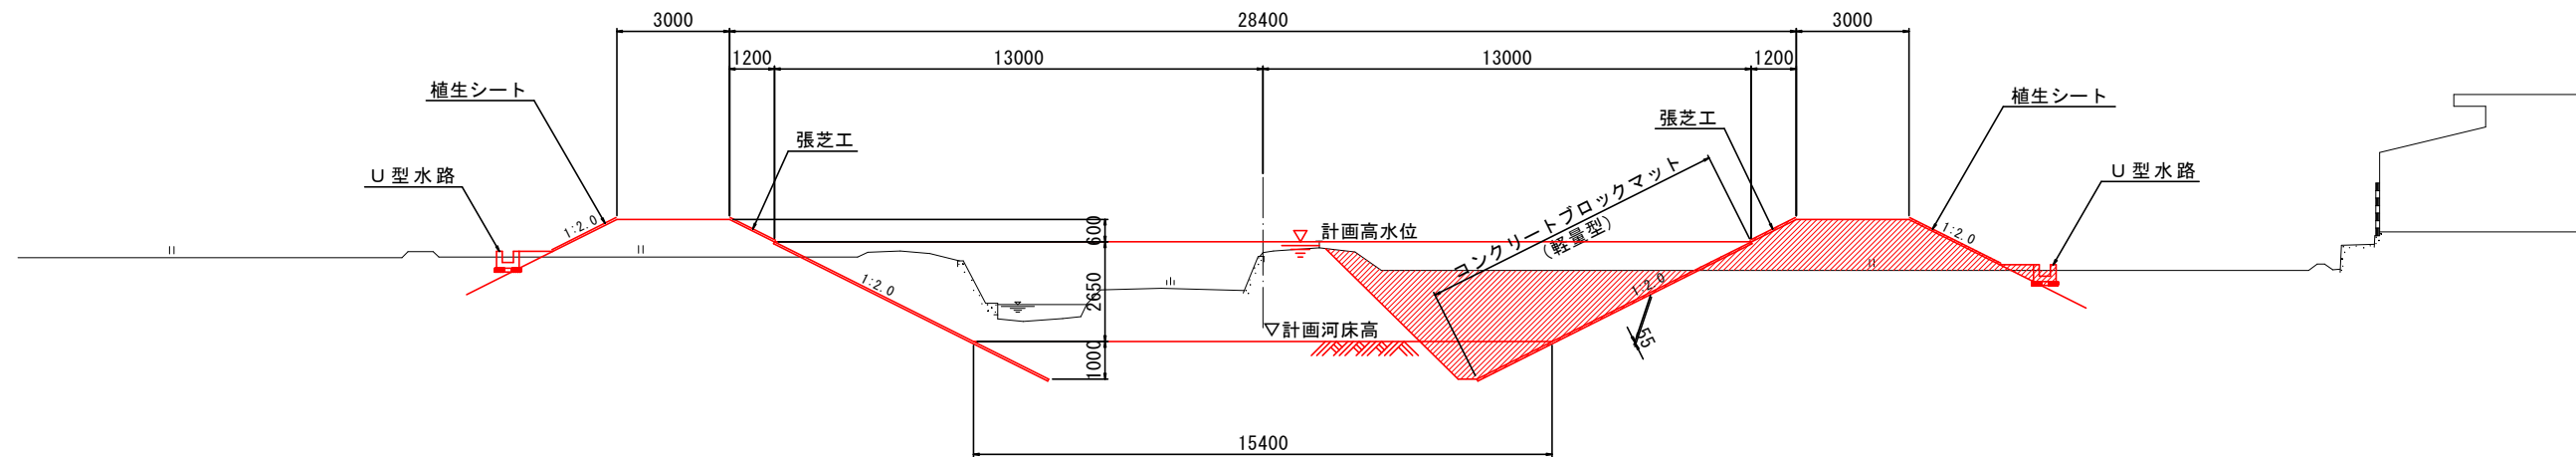 3000
28400
3000
1200
13000
13000
1200
植生シート
張芝工
U型水路
1:2.0
1:2.0
600
2650
1000
計画高水位
計画河床高
コンクリートブロックマット
(軽量型)
張芝工
植生シート
U型水路
1:2.0
1:2.0
55
15400